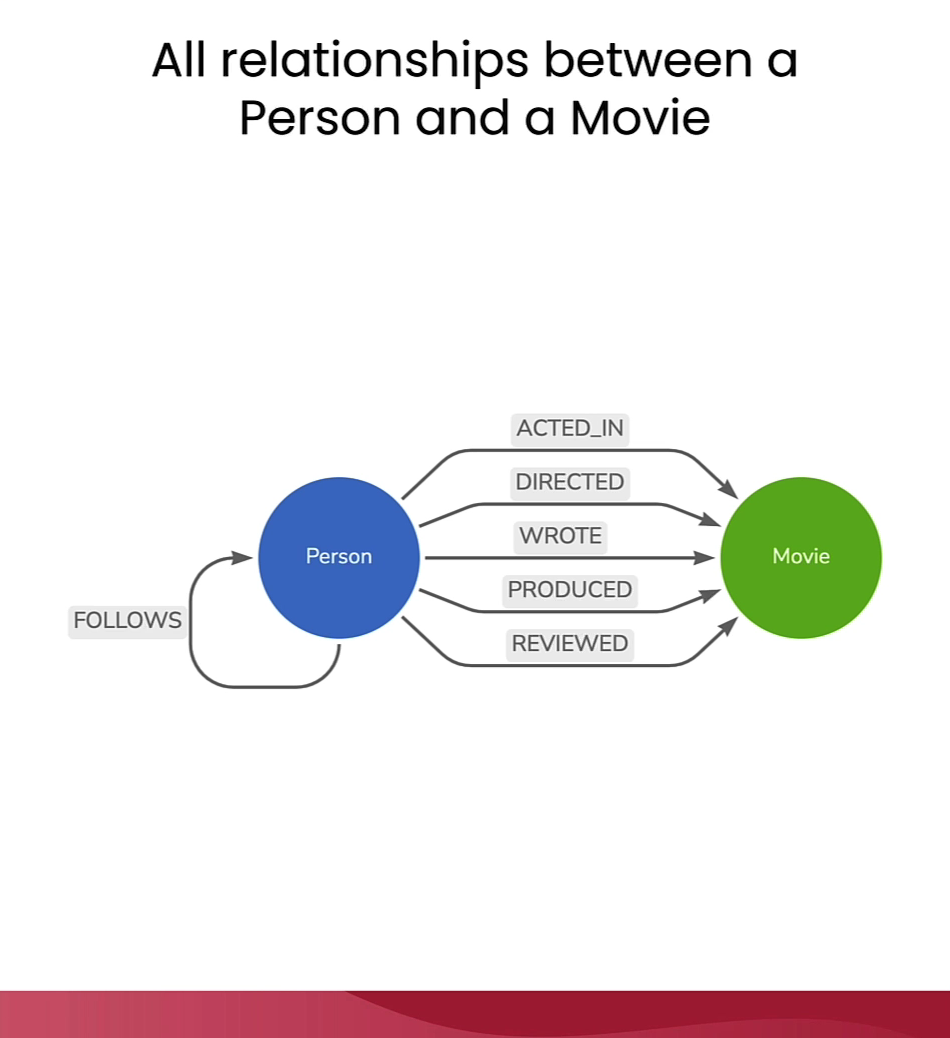 All relationships between a
Person and a Movie
ACTED_IN
DIRECTED
WROTE
Person
Movie
PRODUCED
FOLLOWS
REVIEWED